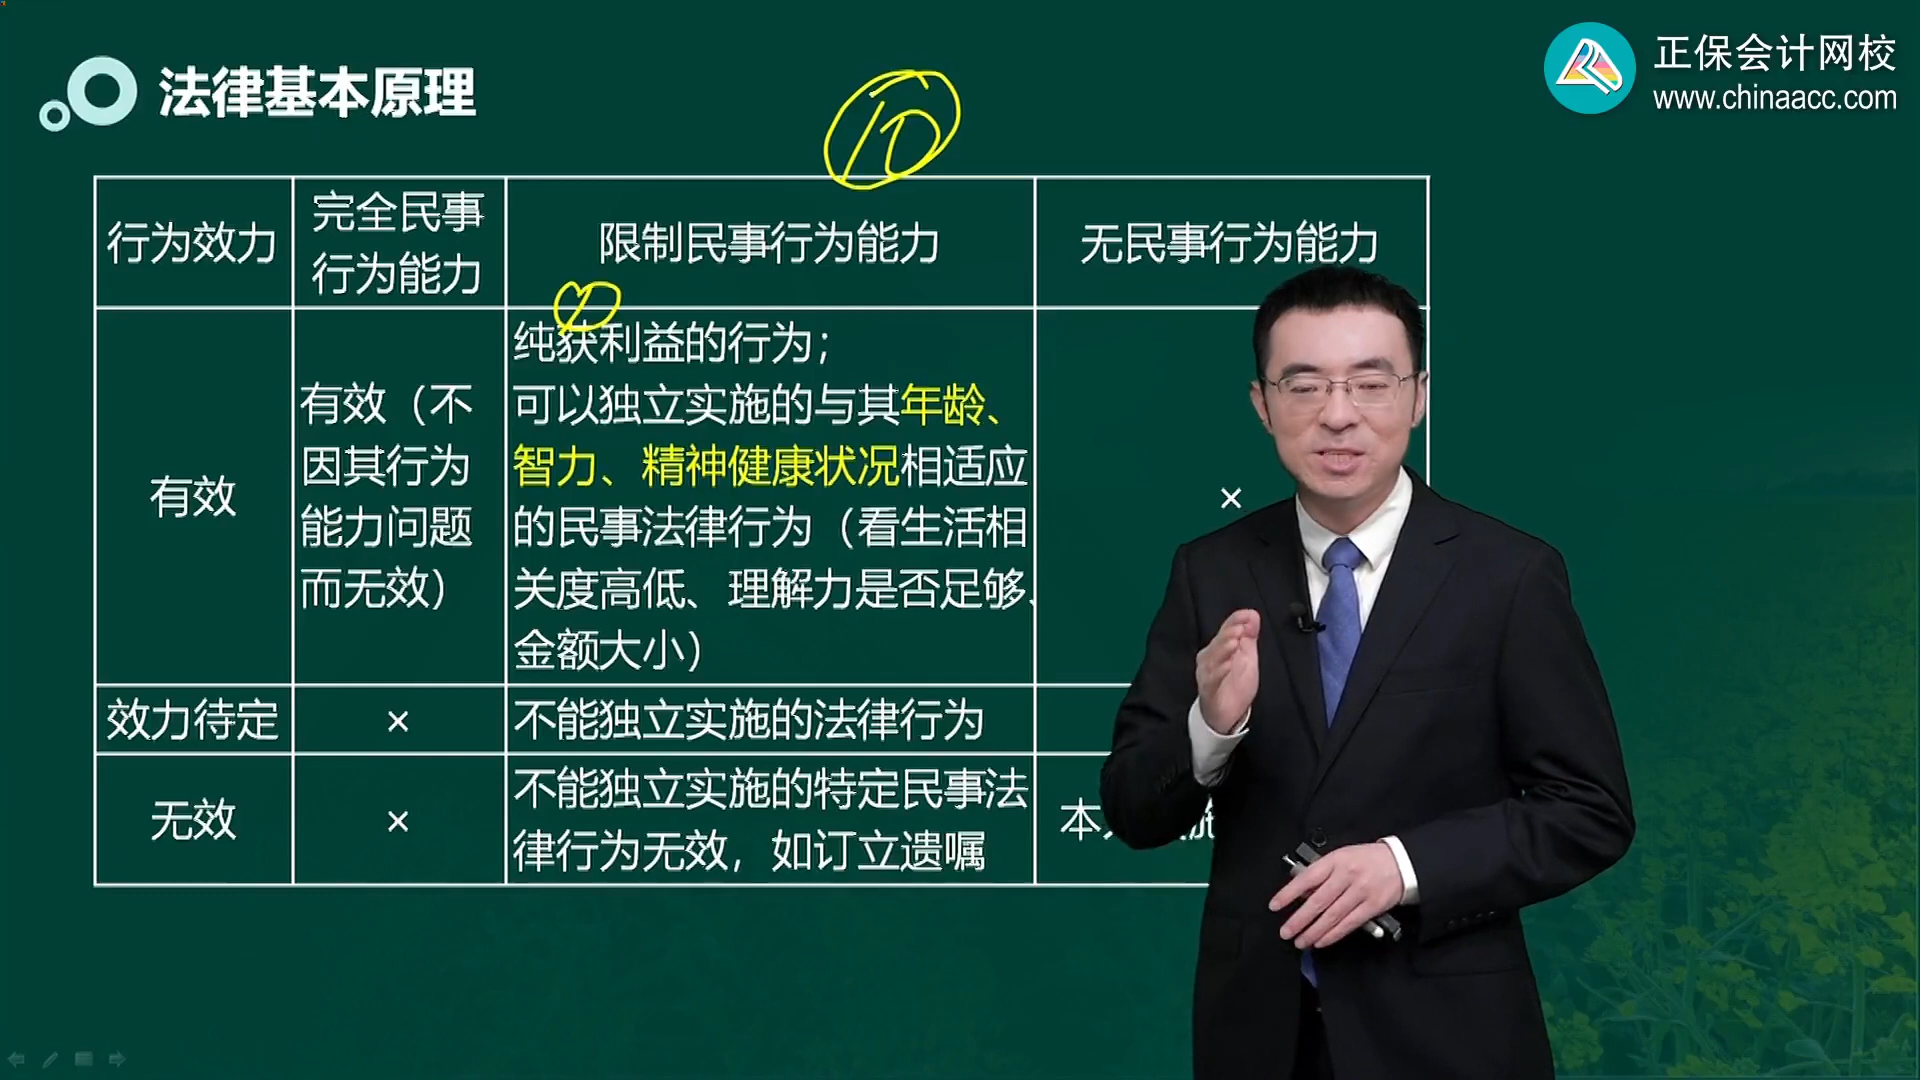 法律基本原理
正保会计网校
www.chinaacc.com
10
行为效力
完全民事
行为能力
限制民事行为能力
无民事行为能力
有效
有效（不
因其行为
能力问题
而无效）
纯获利益的行为；
可以独立实施的与其年龄、
智力、精神健康状况相适应
的民事法律行为（看生活相
关度高低、理解力是否足够、
金额大小）
×
效力待定
×
不能独立实施的法律行为
无效
×
不能独立实施的特定民事法
律行为无效，如订立遗嘱
本